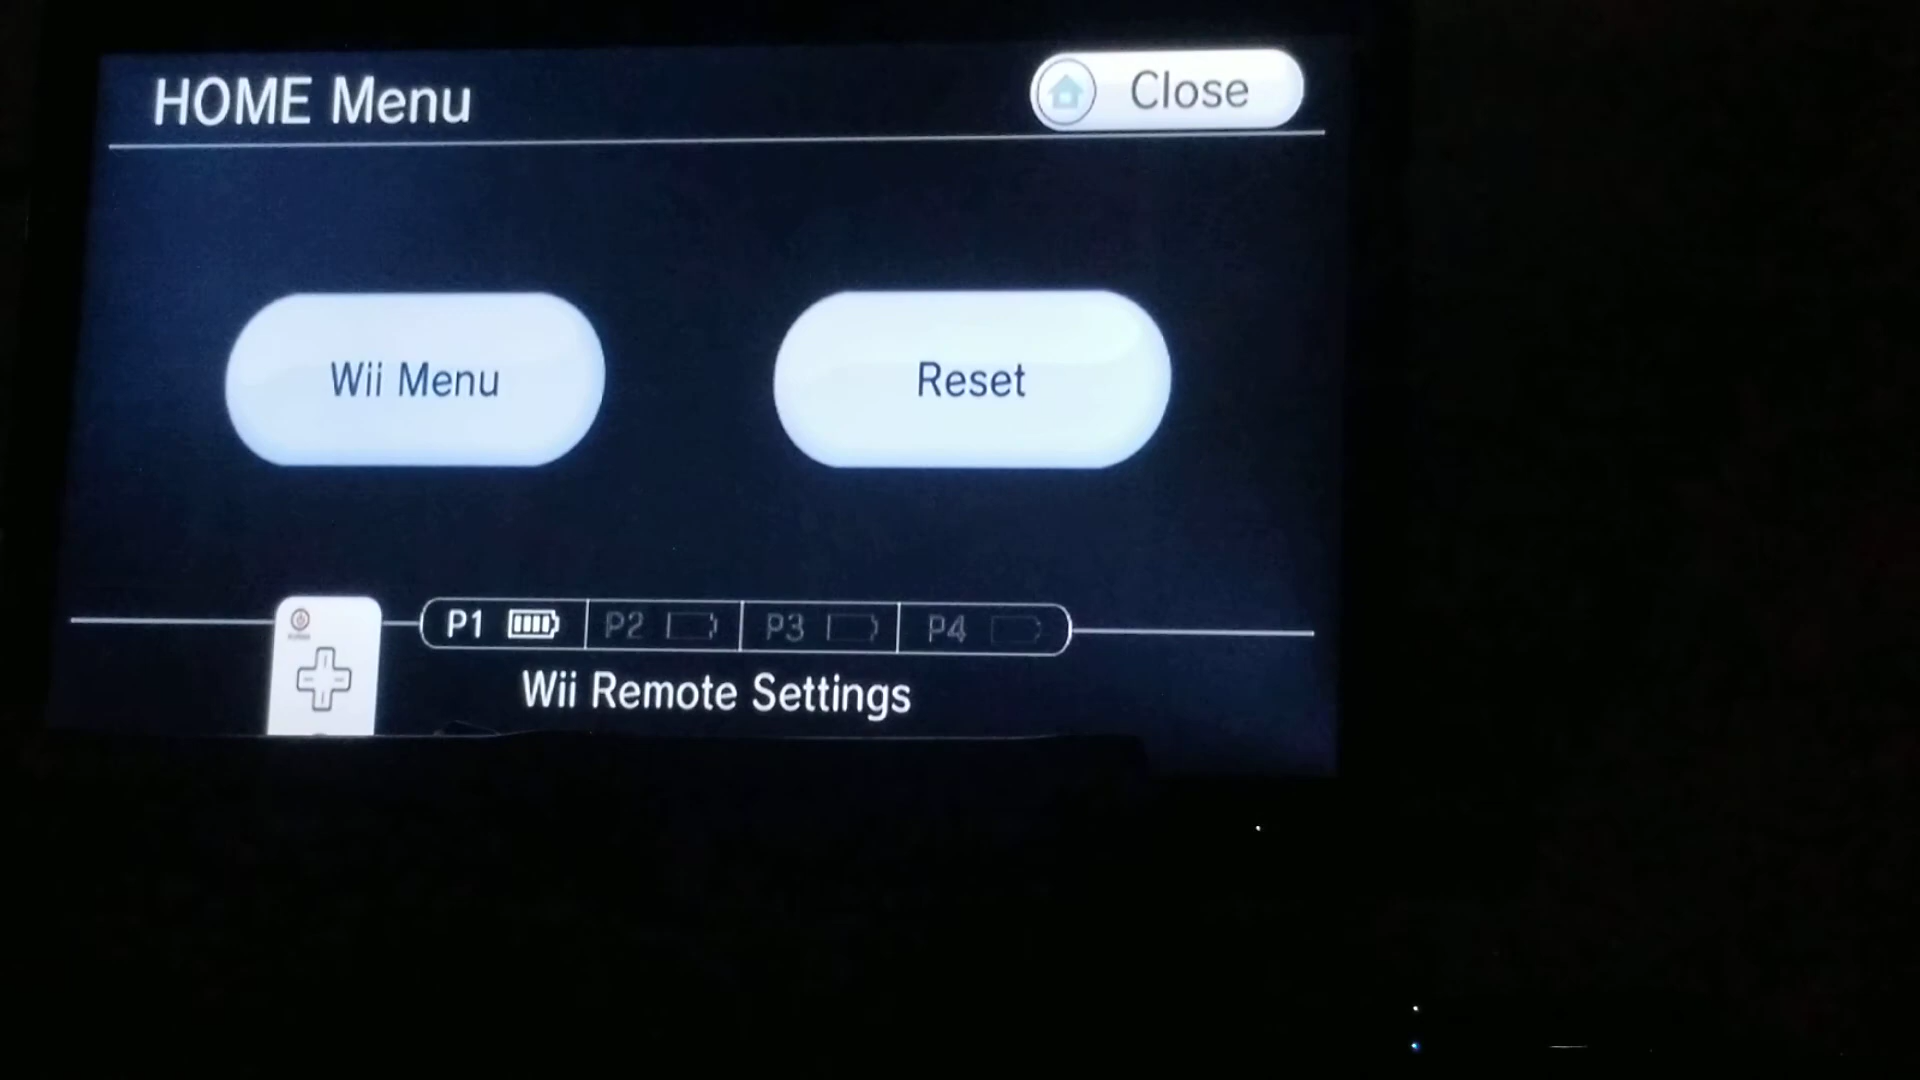 HOME Menu
Close
Wii Menu
Reset
P1 P2 P3 P4
Wii Remote Settings